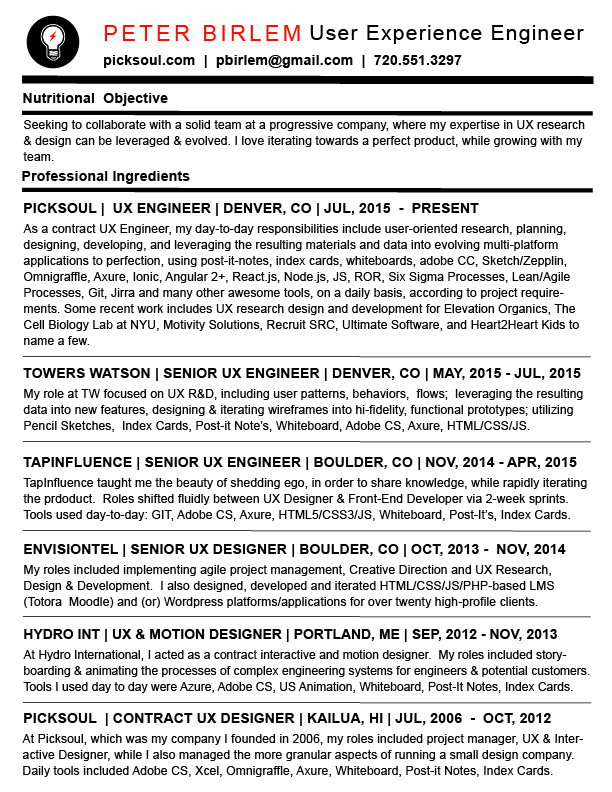 PETER BIRLEM User Experience Engineer
picksoul.com | pbirlem@gmail.com | 720.551.3297
Nutritional Objective
Seeking to collaborate with a solid team at a progressive company, where my expertise in UX research
& design can be leveraged & evolved. I love iterating towards a perfect product, while growing with my
team.
Professional Ingredients
PICKSOUL | UX ENGINEER | DENVER, CO | JUL, 2015 - PRESENT
As a contract UX Engineer, my day-to-day responsibilities include user-oriented research, planning,
designing, developing, and leveraging the resulting materials and data into evolving multi-platform
applications to perfection, using post-it-notes, index cards, whiteboards, adobe CC, Sketch/Zepplin,
Omnigraffle, Axure, Ionic, Angular 2+, React.js, Node.js, JS, ROR, Six Sigma Processes, Lean/Agile
Processes, Git, Jirra and many other awesome tools, on a daily basis, according to project require-
ments. Some recent work includes UX research design and development for Elevation Organics, The
Cell Biology Lab at NYU, Motivity Solutions, Recruit SRC, Ultimate Software, and Heart2Heart Kids to
name a few.
TOWERS WATSON | SENIOR UX ENGINEER | DENVER, CO | MAY, 2015 - JUL, 2015
My role at TW focused on UX R&D, including user patterns, behaviors, flows; leveraging the resulting
data into new features, designing & iterating wireframes into hi-fidelity, functional prototypes; utilizing
Pencil Sketches, Index Cards, Post-it Note's, Whiteboard, Adobe CS, Axure, HTML/CSS/JS.
TAPINFLUENCE | SENIOR UX ENGINEER | BOULDER, CO | NOV, 2014 - APR, 2015
TapInfluence taught me the beauty of shedding ego, in order to share knowledge, while rapidly iterating
the prdoduct. Roles shifted fluidly between UX Designer & Front-End Developer via 2-week sprints.
Tools used day-to-day: GIT, Adobe CS, Axure, HTML5/CSS3/JS, Whiteboard, Post-It's, Index Cards.
ENVISIONTEL | SENIOR UX DESIGNER | BOULDER, CO | OCT, 2013 - NOV, 2014
My roles included implementing agile project management, Creative Direction and UX Research,
Design & Development. I also designed, developed and iterated HTML/CSS/JS/PHP-based LMS
(Totora Moodle) and (or) Wordpress platforms/applications for over twenty high-profile clients.
HYDRO INT | UX & MOTION DESIGNER | PORTLAND, ME | SEP, 2012 - NOV, 2013
At Hydro International, I acted as a contract interactive and motion designer. My roles included story-
boarding & animating the processes of complex engineering systems for engineers & potential customers.
Tools I used day to day were Azure, Adobe CS, US Animation, Whiteboard, Post-It Notes, Index Cards.
PICKSOUL | CONTRACT UX DESIGNER | KAILUA, HI | JUL, 2006 - OCT, 2012
At Picksoul, which was my company I founded in 2006, my roles included project manager, UX & Inter-
active Designer, while I also managed the more granular aspects of running a small design company.
Daily tools included Adobe CS, Xcel, Omnigraffle, Axure, Whiteboard, Post-it Notes, Index Cards.